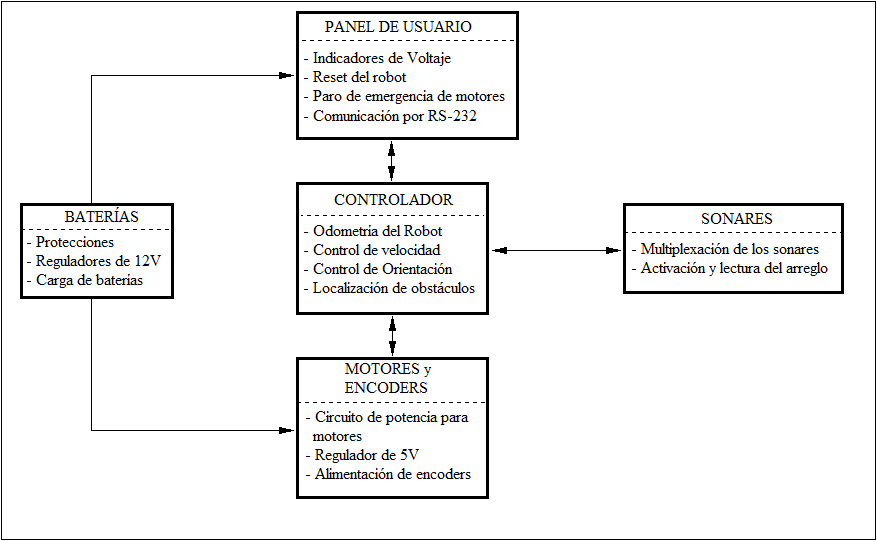 PANEL DE USUARIO
- Indicadores de Voltaje
- Reset del robot
- Paro de emergencia de motores
- Comunicación por RS-232
BATERÍAS
- Protecciones
- Reguladores de 12V
- Carga de baterías
CONTROLADOR
- Odometría del Robot
- Control de velocidad
- Control de Orientación
- Localización de obstáculos
SONARES
- Multiplexación de los sonares
- Activación y lectura del arreglo
MOTORES y
ENCODERS
- Circuito de potencia para
motores
- Regulador de 5V
- Alimentación de encoders